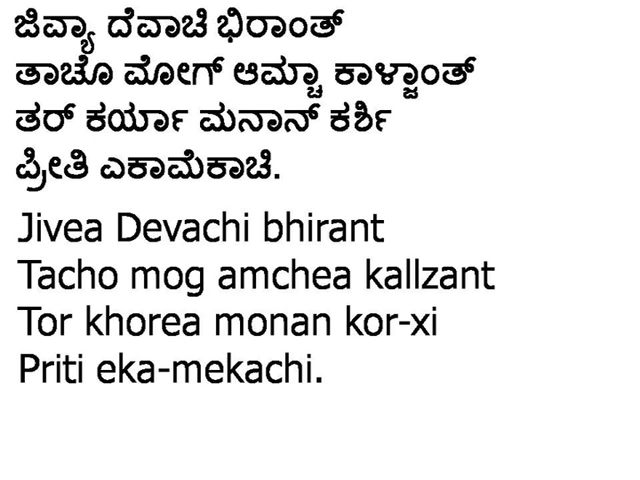 ಜಿವ್ಯಾ ದೆವಾಚಿ ಭಿರಾಂತ್
ತಾಚೊ ಮೋಗ್ ಆಮ್ಚ್ಯಾ ಕಾಳ್ಜಾಂತ್
ತರ್ ಕರ್ಯಾ ಮನಾನ್ ಕರ್ಶಿ
ಪ್ರೀತಿ ಎಕಾಮೆಕಾಚಿ.
Jivea Devachi bhirant
Tacho mog amchea kallzant
Tor khorea monan kor-xi
Priti eka-mekachi.